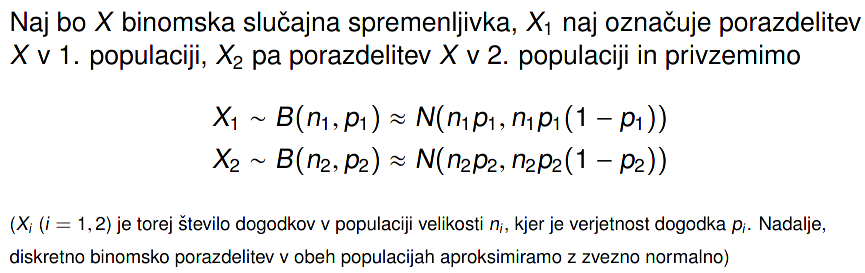 Naj bo X binomska slučajna spremenljivka, X₁ naj označuje porazdelitev
X v 1. populaciji, X₂ pa porazdelitev X v 2. populaciji in privzemimo
X₁ ∼ B(n₁, p₁) ≈ N(n₁p₁, n₁p₁(1 − p₁))
X₂ ∼ B(n₂, p₂) ≈ N(n₂p₂, n₂p₂(1 − p₂))
(Xᵢ (i = 1, 2) je torej število dogodkov v populaciji velikosti nᵢ, kjer je verjetnost dogodka pᵢ. Nadalje,
diskretno binomsko porazdelitev v obeh populacijah aproksimiramo z zvezno normalno)